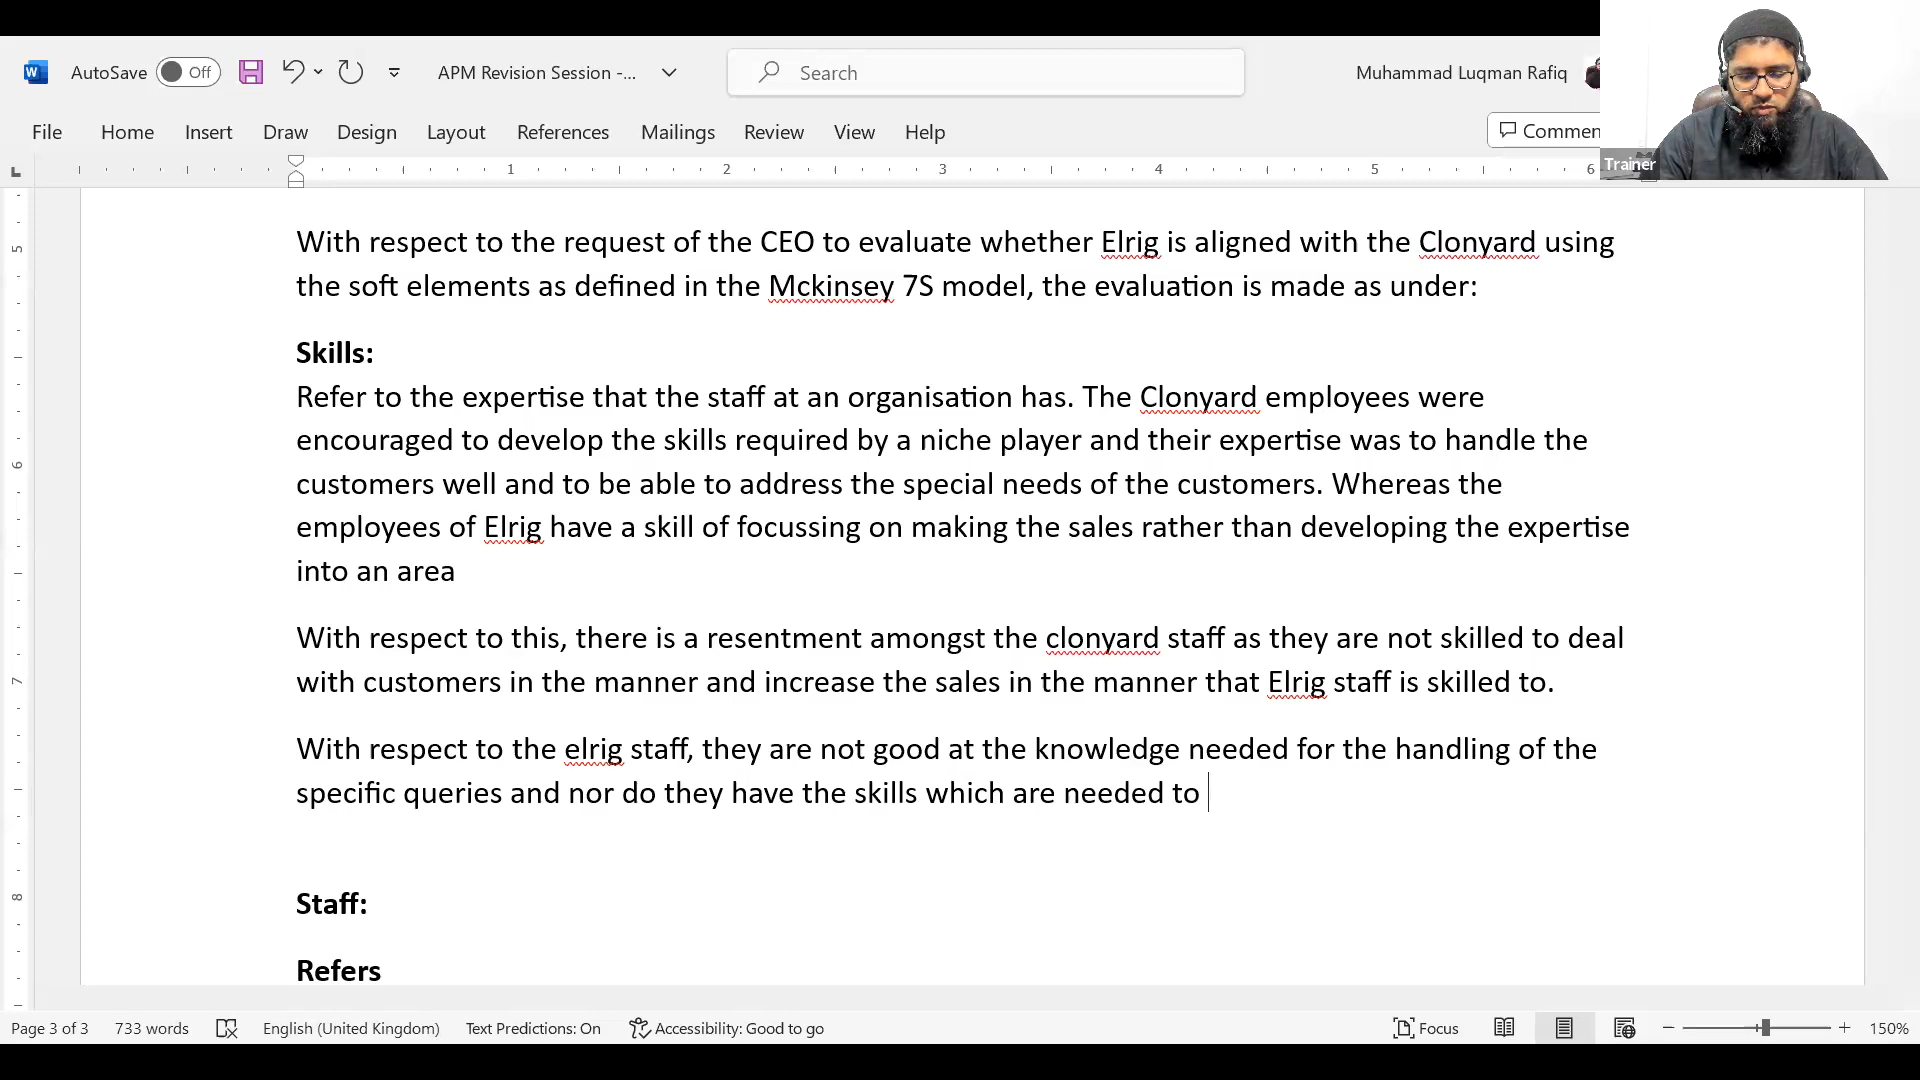 AutoSave Off APM Revision Session -... Search Muhammad Luqman Rafiq
File Home Insert Draw Design Layout References Mailings Review View Help Commen
Trainer
1 2 3 4 5 6
With respect to the request of the CEO to evaluate whether Elrig is aligned with the Clonyard using
the soft elements as defined in the Mckinsey 7S model, the evaluation is made as under:
Skills:
Refer to the expertise that the staff at an organisation has. The Clonyard employees were
encouraged to develop the skills required by a niche player and their expertise was to handle the
customers well and to be able to address the special needs of the customers. Whereas the
employees of Elrig have a skill of focussing on making the sales rather than developing the expertise
into an area
With respect to this, there is a resentment amongst the clonyard staff as they are not skilled to deal
with customers in the manner and increase the sales in the manner that Elrig staff is skilled to.
With respect to the elrig staff, they are not good at the knowledge needed for the handling of the
specific queries and nor do they have the skills which are needed to
Staff:
Refers
5
6
7
8
Page 3 of 3 733 words English (United Kingdom) Text Predictions: On Accessibility: Good to go Focus 150%